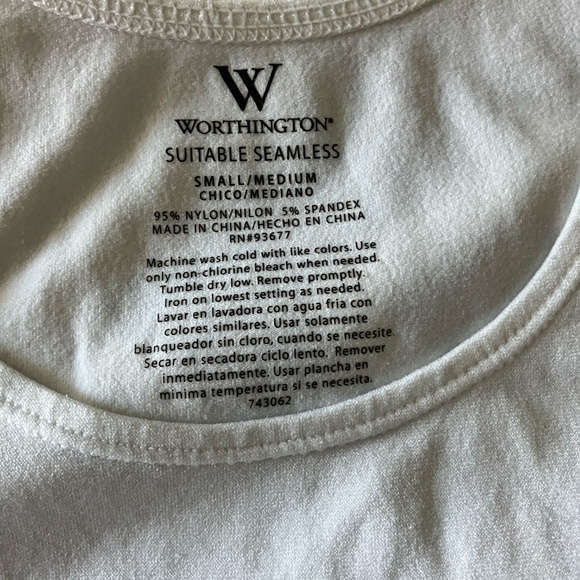 W
WORTHINGTON®
SUITABLE SEAMLESS
SMALL/MEDIUM
CHICO/MEDIANO
95% NYLON/NILON 5% SPANDEX
MADE IN CHINA/HECHO EN CHINA
RN#93677
Machine wash cold with like colors. Use
only non-chlorine bleach when needed.
Tumble dry low. Remove promptly.
Iron on lowest setting as needed.
Lavar en lavadora con agua fria con
colores similares. Usar solamente
blanqueador sin cloro, cuando se necesite.
Secar en secadora ciclo lento. Remover
inmediatamente. Usar plancha en
minima temperatura si se necesita.
743062